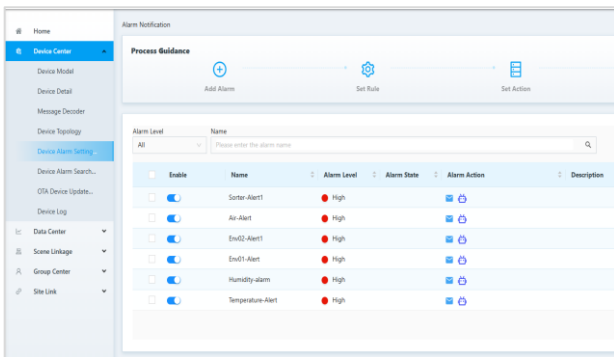 Home
Device Center
Device Model
Device Detail
Message Decoder
Device Topology
Device Alarm Setting...
Device Alarm Search...
OTA Device Update...
Device Log
Data Center
Scene Linkage
Group Center
Site Link
Alarm Notification
Process Guidance
Add Alarm Set Rule Set Action
Alarm Level Name
All Please enter the alarm name
Enable Name Alarm Level Alarm State Alarm Action Description
Sorter-Alert1 High
Air-Alert High
Env02-Alert1 High
Env01-Alert High
Humidity-alarm High
Temperature-Alert High